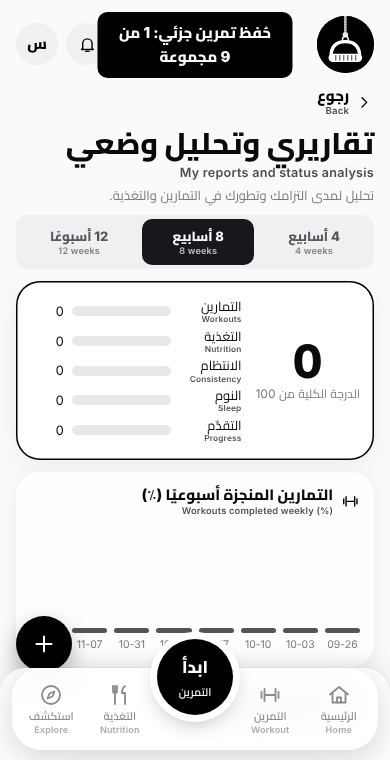 حُفظ تمرين جزئي: 1 من
9 مجموعة
س
رجوع
Back
تقاريري وتحليل وضعي
My reports and status analysis
تحليل لمدى التزامك وتطورك في التمارين والتغذية.
4 أسابيع
4 weeks
8 أسابيع
8 weeks
12 أسبوعًا
12 weeks
0
الدرجة الكلية من 100
التمارين
Workouts
0
التغذية
Nutrition
0
الانتظام
Consistency
0
النوم
Sleep
0
التقدّم
Progress
0
التمارين المنجزة أسبوعيًا (٪)
Workouts completed weekly (%)
09-26
10-03
10-10
10-31
11-07
ابدأ
التمرين
الرئيسية
Home
التمرين
Workout
التغذية
Nutrition
استكشف
Explore